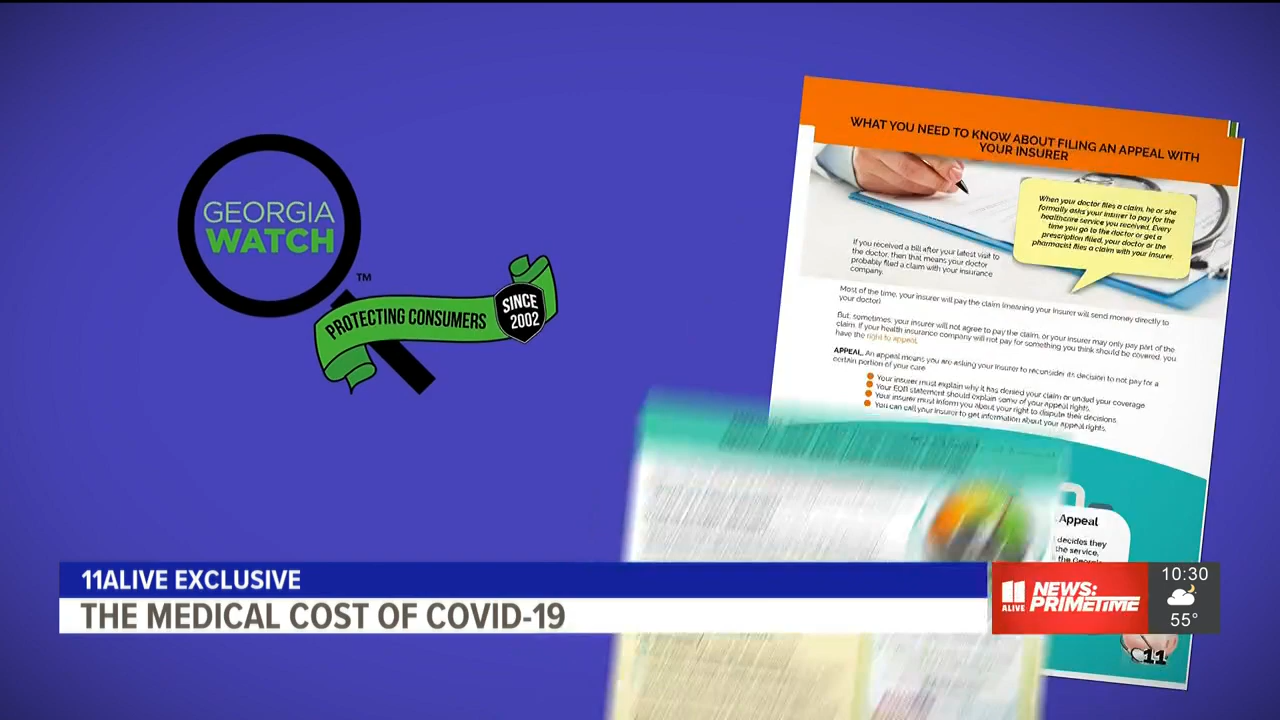 GEORGIA
WATCH
TM
PROTECTING CONSUMERS
SINCE
2002
WHAT YOU NEED TO KNOW ABOUT FILING AN APPEAL WITH
YOUR INSURER
When your doctor files a claim, he or she
formally asks your insurer to pay for the
healthcare service you received. Every
time you go to the doctor or get a
prescription filled, your doctor or the
pharmacist files a claim with your insurer.
If you received a bill after your latest visit to
the doctor, then that means your doctor
probably filed a claim with your insurance
company.
Most of the time, your insurer will pay the claim (meaning your insurer will send money directly to
your doctor)
But, sometimes, your insurer will not agree to pay the claim, or your insurer may only pay part of the
claim. If your health insurance company will not pay for something you think should be covered, you
have the right to appeal.
APPEAL. An appeal means you are asking your insurer to reconsider its decision to not pay for a
certain portion of your care.
Your insurer must explain why it has denied your claim or ended your coverage
Your EOB statement should explain some of your appeal rights.
Your insurer must inform you about your right to dispute their decisions
You can call your insurer to get information about your appeal rights.
Appeal
decides they
the service,
the Georgia
11ALIVE EXCLUSIVE
THE MEDICAL COST OF COVID-19
11
ALIVE
NEWS:
PRIMETIME
10:30
55°
11